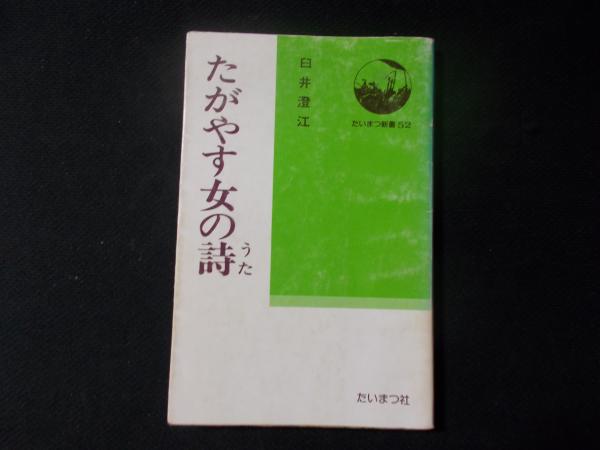 たがやす女の詩
うた
臼井澄江
たいまつ新書52
たいまつ社